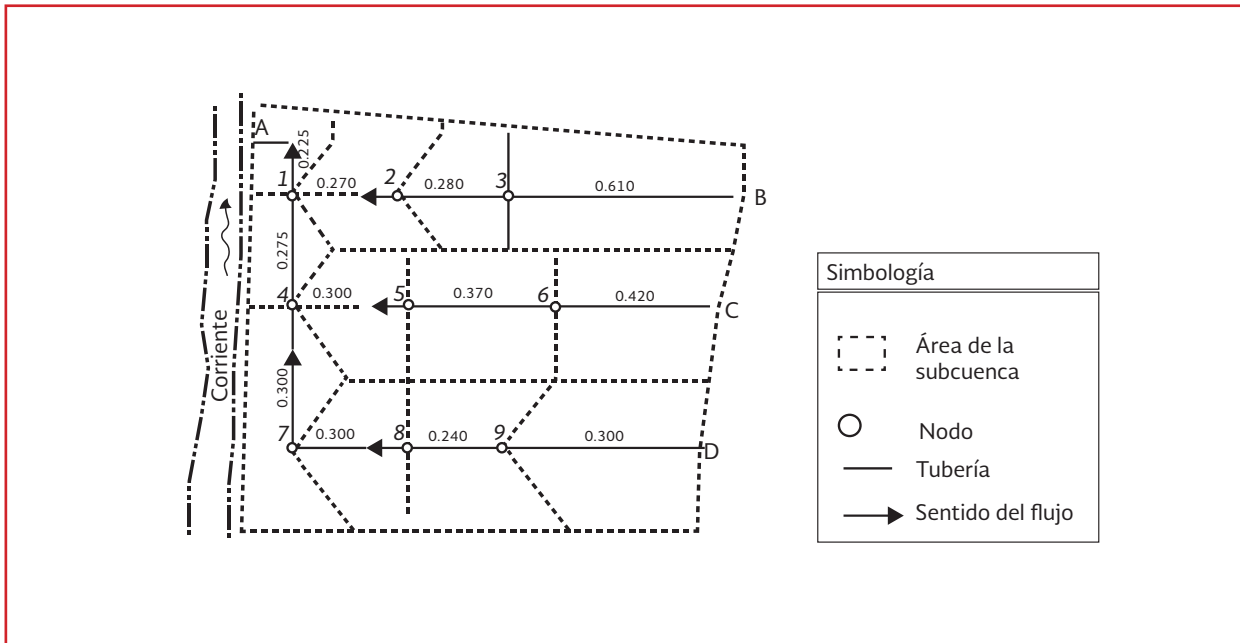 A
0.225
1
0.270
2
0.280
3
0.610
B
0.275
4
0.300
5
0.370
6
0.420
C
Corriente
0.300
7
0.300
8
0.240
9
0.300
D
Simbología
Área de la
subcuenca
Nodo
Tubería
Sentido del flujo